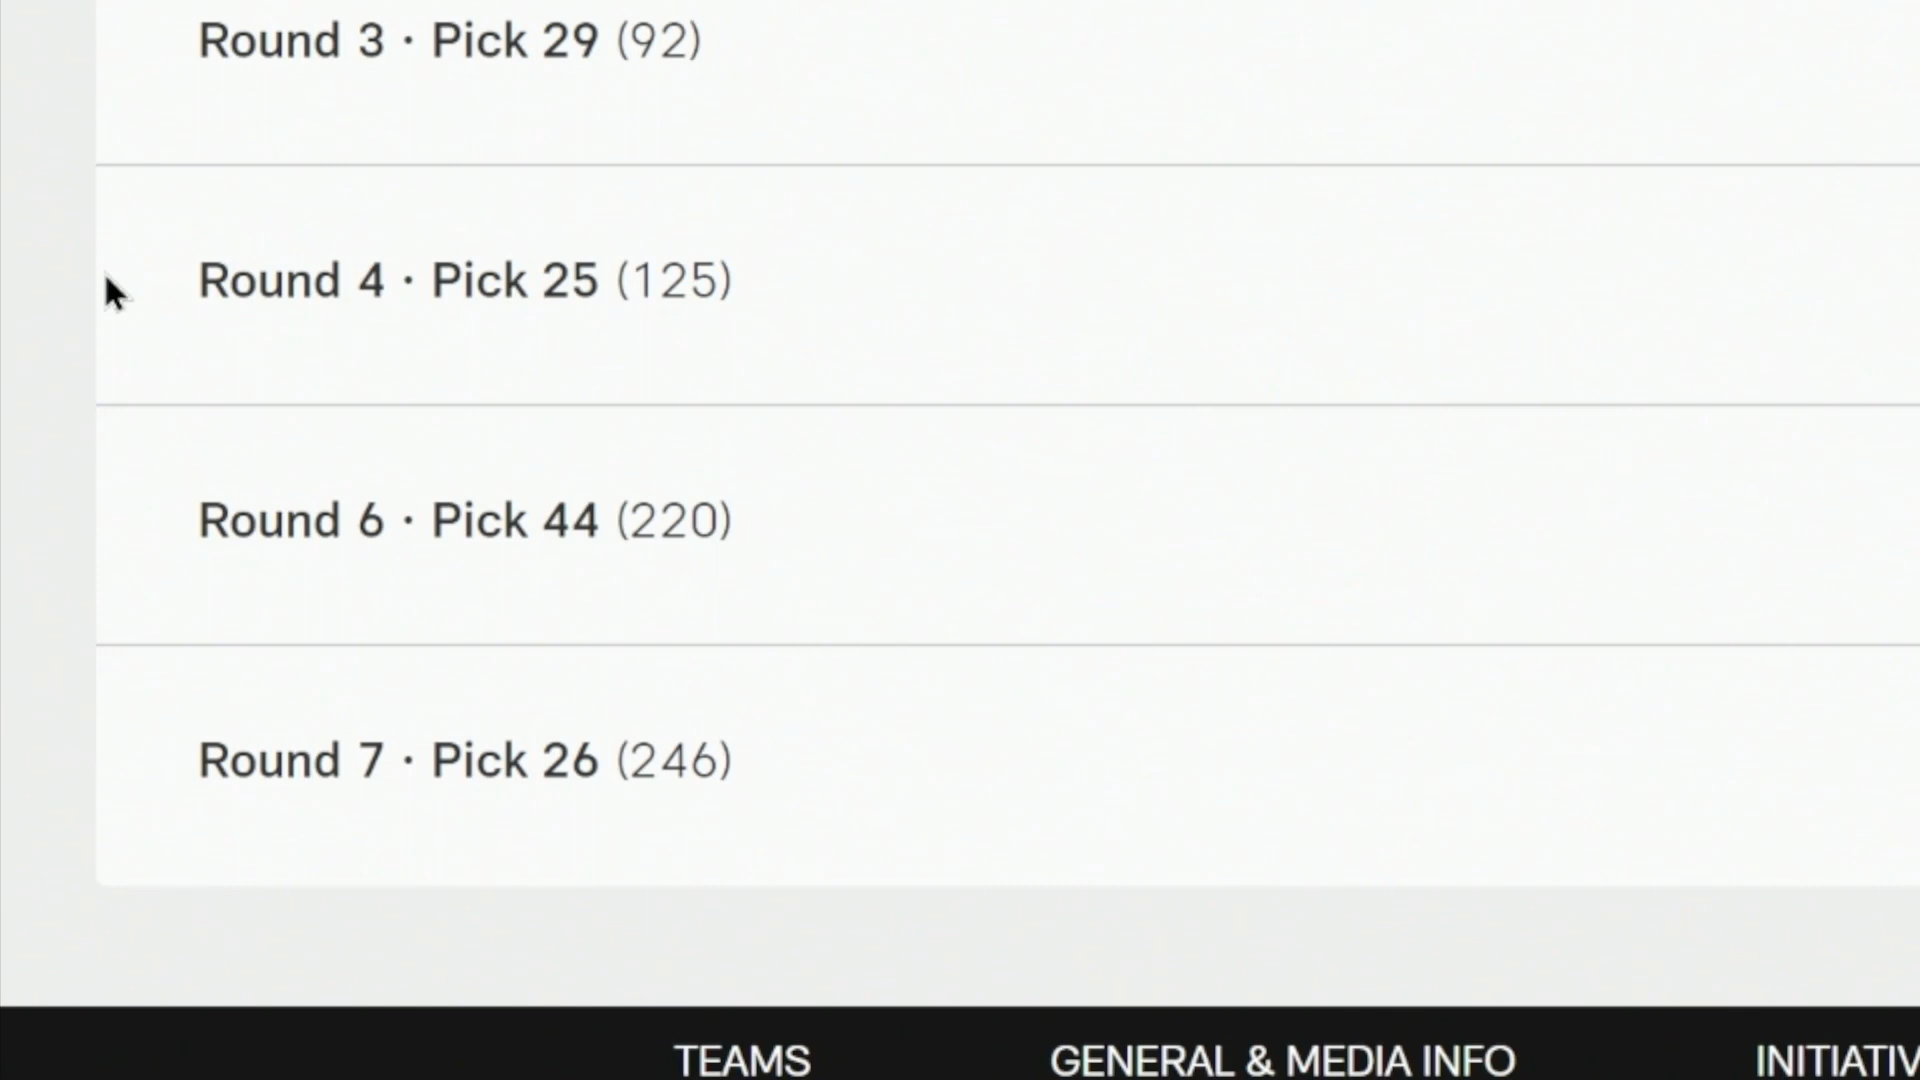 Round 3 · Pick 29 (92)
Round 4 · Pick 25 (125)
Round 6 · Pick 44 (220)
Round 7 · Pick 26 (246)
TEAMS GENERAL & MEDIA INFO INITIATIV